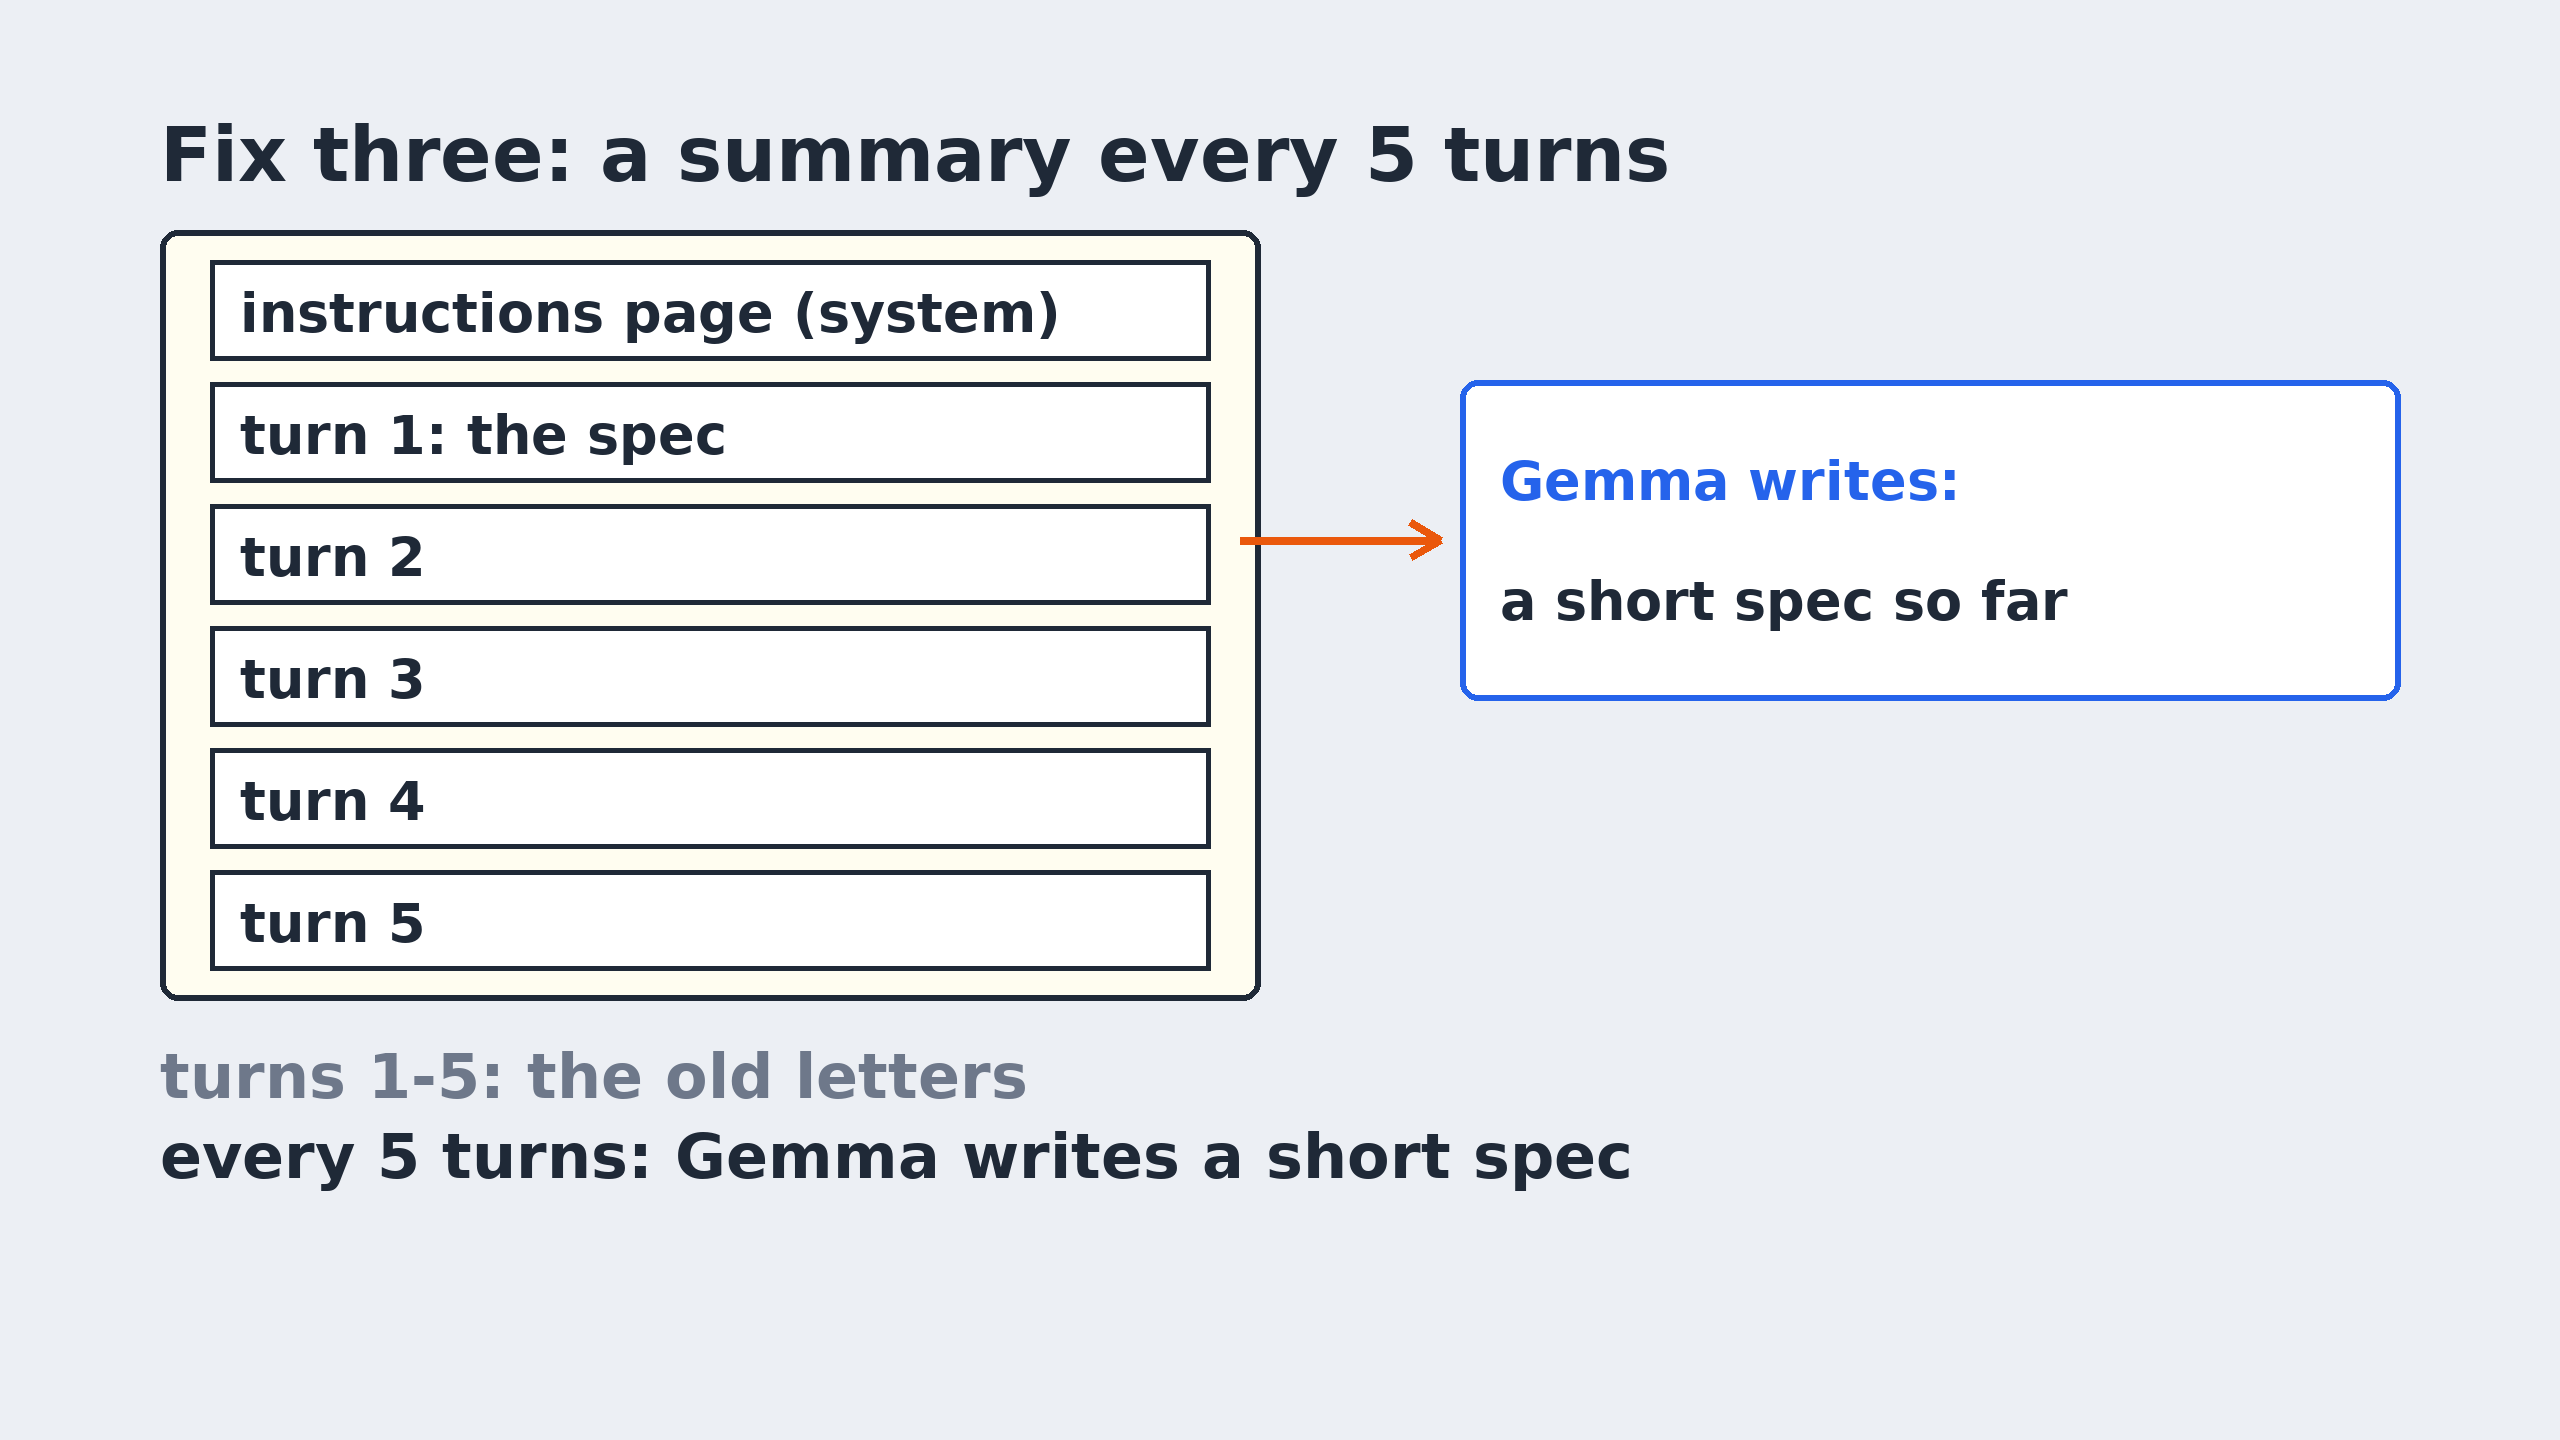 Fix three: a summary every 5 turns
instructions page (system)
turn 1: the spec
turn 2
turn 3
turn 4
turn 5
Gemma writes:
a short spec so far
turns 1-5: the old letters
every 5 turns: Gemma writes a short spec